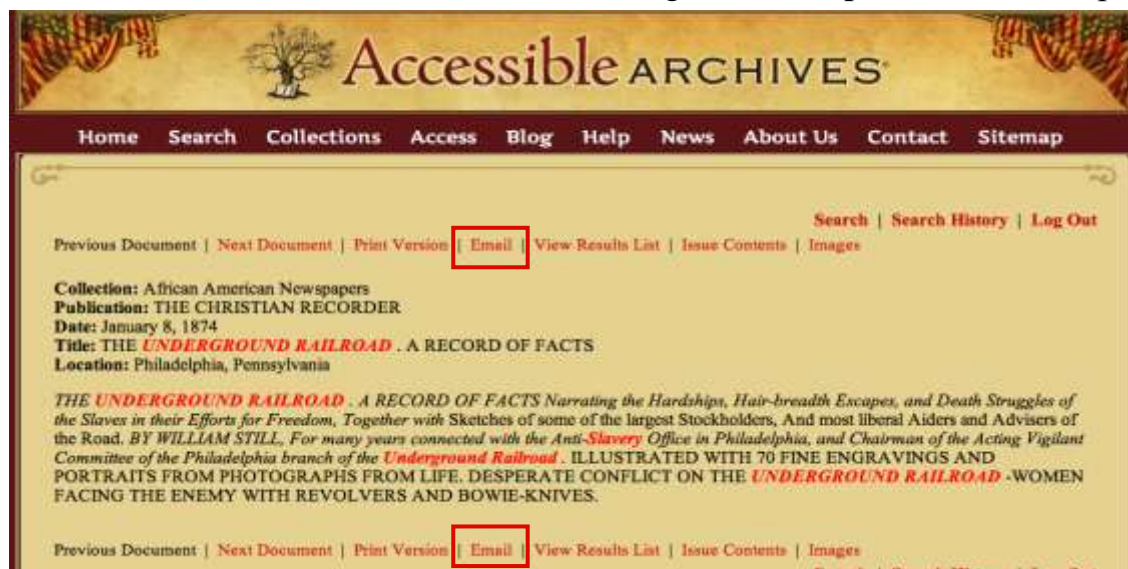 Accessible ARCHIVES
Home Search Collections Access Blog Help News About Us Contact Sitemap
Search | Search History | Log Out
Previous Document | Next Document | Print Version | Email | View Results List | Issue Contents | Images
Collection: African American Newspapers
Publication: THE CHRISTIAN RECORDER
Date: January 8, 1874
Title: THE UNDERGROUND RAILROAD . A RECORD OF FACTS
Location: Philadelphia, Pennsylvania
THE UNDERGROUND RAILROAD . A RECORD OF FACTS Narrating the Hardships, Hair-breadth Escapes, and Death Struggles of
the Slaves in their Efforts for Freedom, Together with Sketches of some of the largest Stockholders, And most liberal Aiders and Advisers of
the Road. BY WILLIAM STILL, For many years connected with the Anti-Slavery Office in Philadelphia, and Chairman of the Acting Vigilant
Committee of the Philadelphia branch of the Underground Railroad . ILLUSTRATED WITH 70 FINE ENGRAVINGS AND
PORTRAITS FROM PHOTOGRAPHS FROM LIFE. DESPERATE CONFLICT ON THE UNDERGROUND RAILROAD -WOMEN
FACING THE ENEMY WITH REVOLVERS AND BOWIE-KNIVES.
Previous Document | Next Document | Print Version | Email | View Results List | Issue Contents | Images